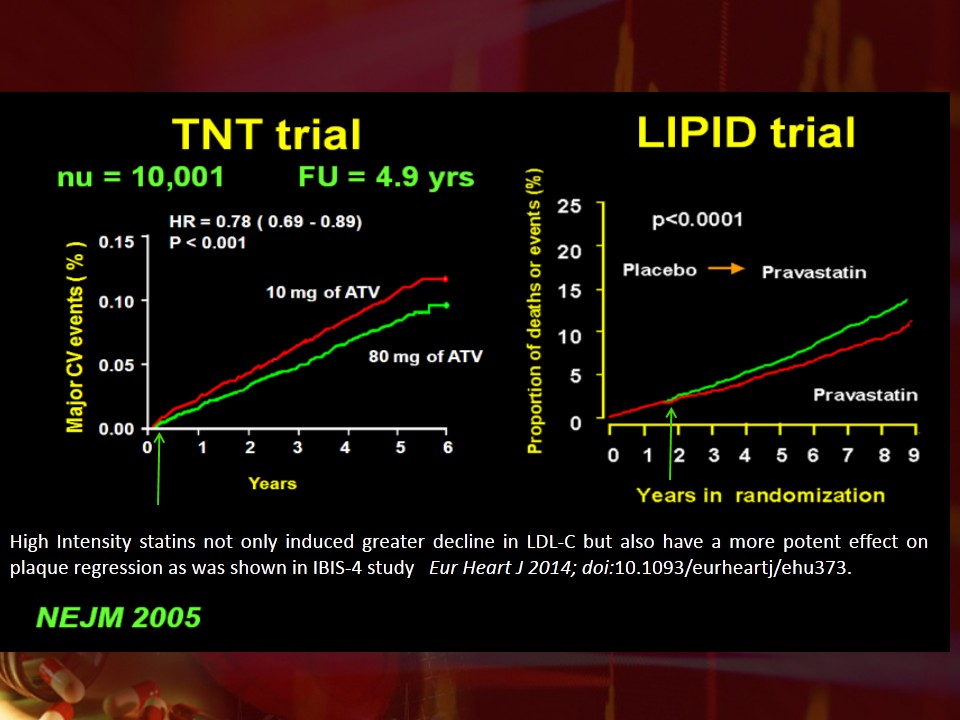 TNT trial
nu = 10,001 FU = 4.9 yrs
HR = 0.78 ( 0.69 - 0.89)
P < 0.001
Major CV events ( % )
0.15
0.10
0.05
0.00
10 mg of ATV
80 mg of ATV
0 1 2 3 4 5 6
Years
LIPID trial
Proportion of deaths or events (%)
25
20
15
10
5
0
p<0.0001
Placebo Pravastatin
Pravastatin
0 1 2 3 4 5 6 7 8 9
Years in randomization
High Intensity statins not only induced greater decline in LDL-C but also have a more potent effect on
plaque regression as was shown in IBIS-4 study Eur Heart J 2014; doi:10.1093/eurheartj/ehu373.
NEJM 2005